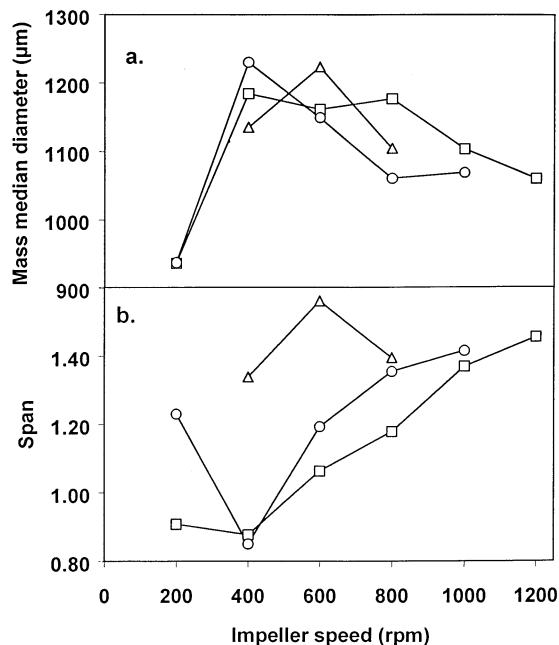 Mass median diameter (µm)
1300
a.
1200
1100
1000
900
b.
1.40
Span
1.20
1.00
0.80
0 200 400 600 800 1000 1200
Impeller speed (rpm)